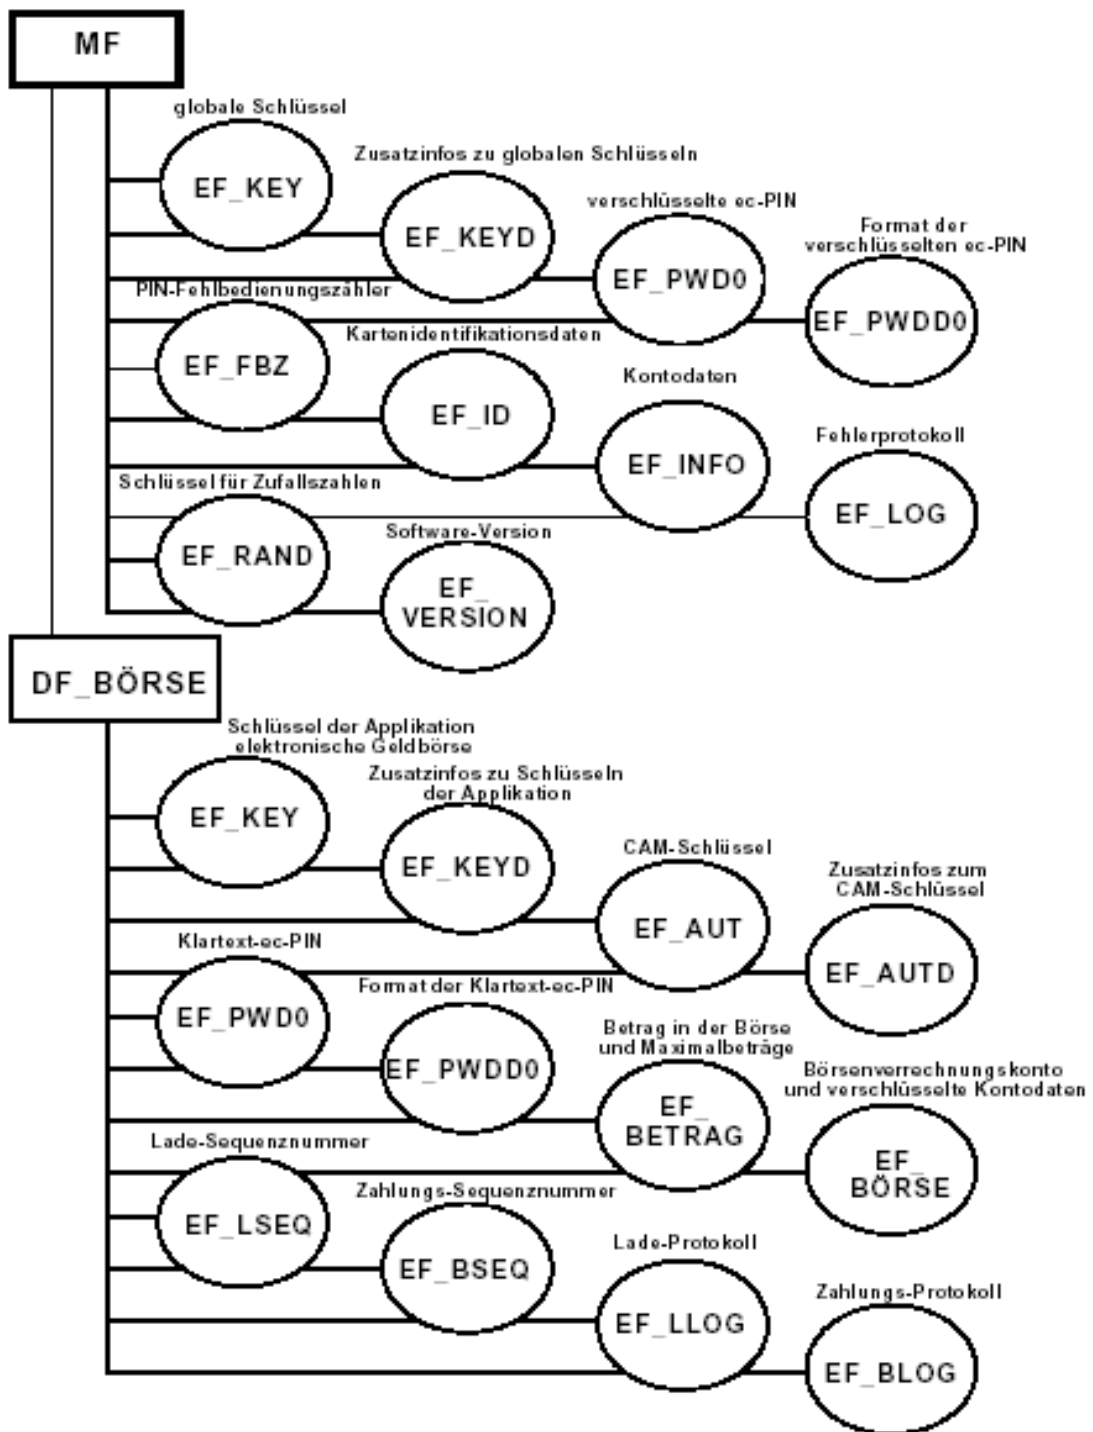 MF
globale Schlüssel
EF_KEY
Zusatzinfos zu globalen Schlüsseln
EF_KEYD
verschlüsselte ec-PIN
EF_PWD0
Format der
verschlüsselten ec-PIN
EF_PWDD0
PIN-Fehlbedienungszähler
EF_FBZ
Kartenidentifikationsdaten
EF_ID
Kontodaten
EF_INFO
Fehlerprotokoll
EF_LOG
Schlüssel für Zufallszahlen
EF_RAND
Software-Version
EF_
VERSION
DF_BÖRSE
Schlüssel der Applikation
elektronische Geldbörse
EF_KEY
Zusatzinfos zu Schlüsseln
der Applikation
EF_KEYD
CAM-Schlüssel
EF_AUT
Zusatzinfos zum
CAM-Schlüssel
EF_AUTD
Klartext-ec-PIN
EF_PWD0
Format der Klartext-ec-PIN
EF_PWDD0
Betrag in der Börse
und Maximalbeträge
EF_
BETRAG
Börsenverrechnungskonto
und verschlüsselte Kontodaten
EF_
BÖRSE
Lade-Sequenznummer
EF_LSEQ
Zahlungs-Sequenznummer
EF_BSEQ
Lade-Protokoll
EF_LLOG
Zahlungs-Protokoll
EF_BLOG